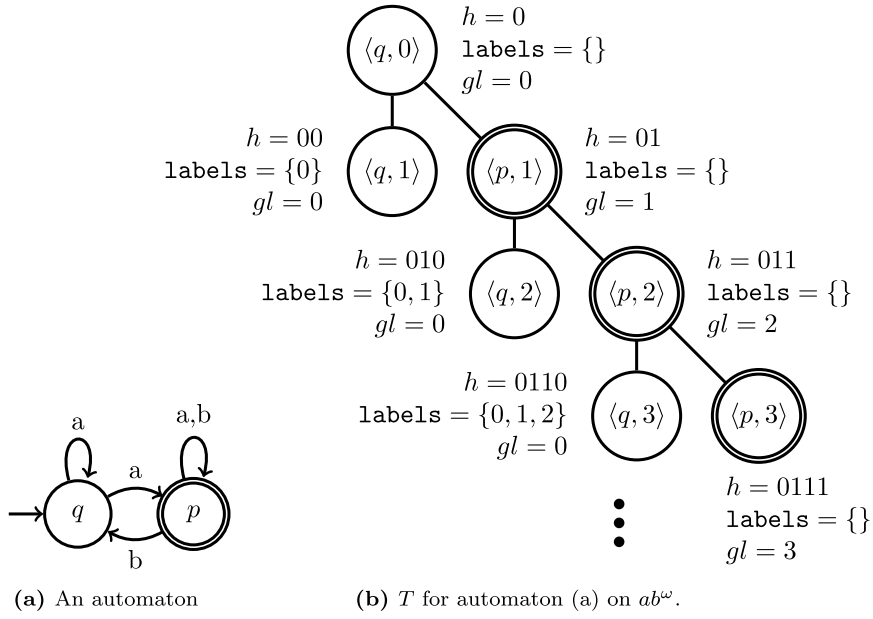 h = 0
⟨q, 0⟩
labels = {}
gl = 0
h = 00
labels = {0}
gl = 0
⟨q, 1⟩
⟨p, 1⟩
h = 01
labels = {}
gl = 1
h = 010
labels = {0, 1}
gl = 0
⟨q, 2⟩
⟨p, 2⟩
h = 011
labels = {}
gl = 2
h = 0110
labels = {0, 1, 2}
gl = 0
⟨q, 3⟩
⟨p, 3⟩
h = 0111
labels = {}
gl = 3
a
a,b
a
q
p
b
(a) An automaton
(b) T for automaton (a) on abω.